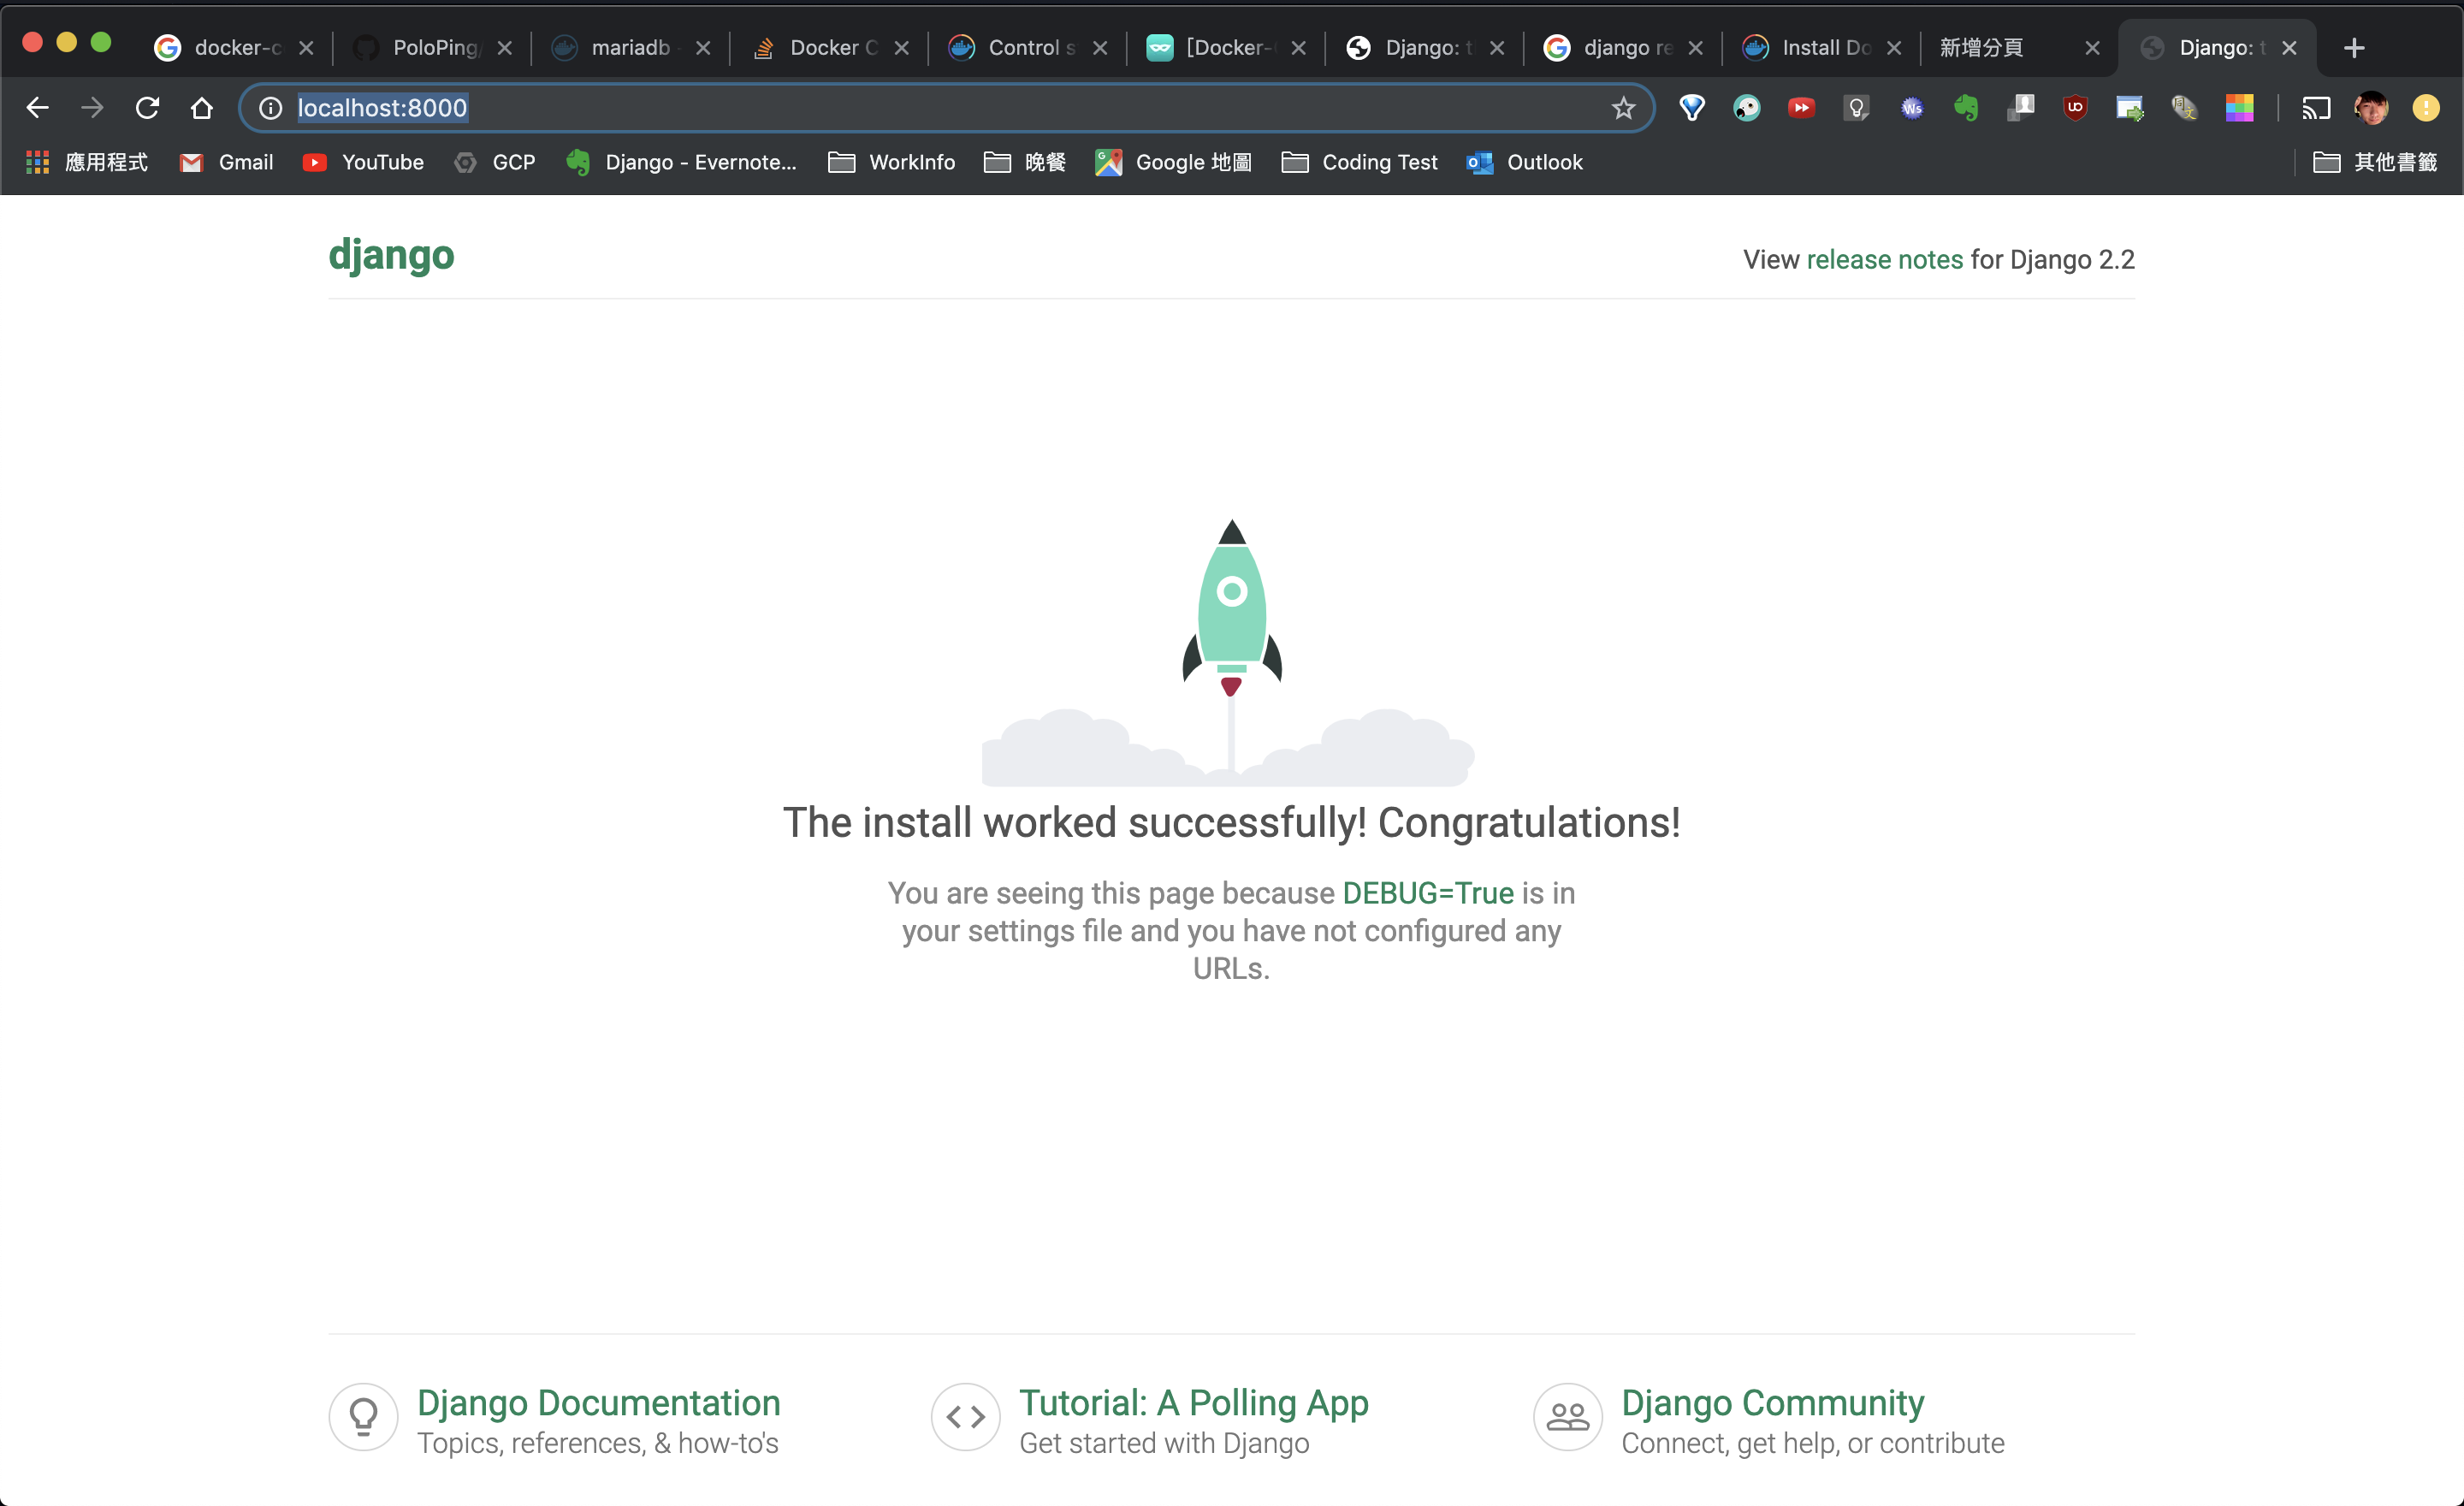 docker-c
PoloPing/
mariadb -
Docker C
Control s
[Docker-
Django: t
django re
Install Do
新增分頁
Django: t
localhost:8000
應用程式
Gmail
YouTube
GCP
Django - Evernote...
WorkInfo
晚餐
Google 地圖
Coding Test
Outlook
其他書籤
django
View release notes for Django 2.2
The install worked successfully! Congratulations!
You are seeing this page because DEBUG=True is in
your settings file and you have not configured any
URLs.
Django Documentation
Topics, references, & how-to's
Tutorial: A Polling App
Get started with Django
Django Community
Connect, get help, or contribute